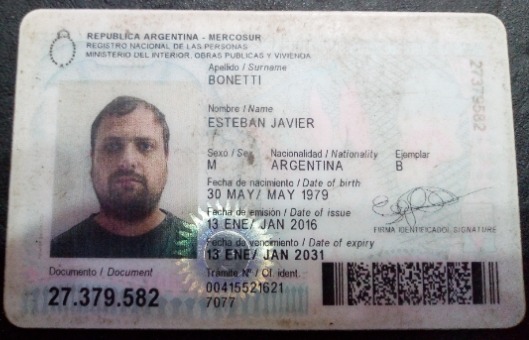 REPUBLICA ARGENTINA - MERCOSUR
REGISTRO NACIONAL DE LAS PERSONAS
MINISTERIO DEL INTERIOR, OBRAS PUBLICAS Y VIVIENDA
Apellido / Surname
BONETTI
Nombre / Name
ESTEBAN JAVIER
Sexo / Sex Nacionalidad / Nationality Ejemplar
M ARGENTINA B
Fecha de nacimiento / Date of birth
30 MAY/ MAY 1979
Fecha de emisión / Date of issue
13 ENE/ JAN 2016
FIRMA IDENTIFICADO/ SIGNATURE
Fecha de vencimiento / Date of expiry
13 ENE/ JAN 2031
Documento / Document
27.379.582
Trámite Nº / Of. ident.
00415521621
7077
27379582